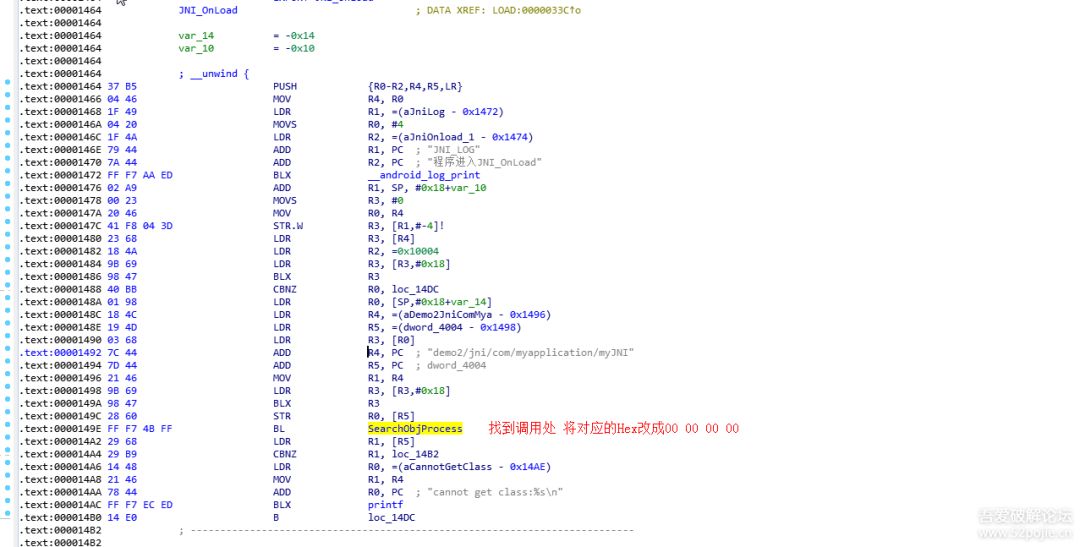 .text:00001464 JNI_OnLoad ; DATA XREF: LOAD:0000033C↑o
.text:00001464
.text:00001464 var_14 = -0x14
.text:00001464 var_10 = -0x10
.text:00001464
.text:00001464 ; __unwind {
.text:00001464 37 B5 PUSH {R0-R2,R4,R5,LR}
.text:00001466 04 46 MOV R4, R0
.text:00001468 1F 49 LDR R1, =(aJniLog - 0x1472)
.text:0000146A 04 20 MOVS R0, #4
.text:0000146C 1F 4A LDR R2, =(aJniOnload_1 - 0x1474)
.text:0000146E 79 44 ADD R1, PC ; "JNI_LOG"
.text:00001470 7A 44 ADD R2, PC ; "程序进入JNI_OnLoad"
.text:00001472 FF F7 AA ED BLX __android_log_print
.text:00001476 02 A9 ADD R1, SP, #0x18+var_10
.text:00001478 00 23 MOVS R3, #0
.text:0000147A 20 46 MOV R0, R4
.text:0000147C 41 F8 04 3D STR.W R3, [R1,#-4]!
.text:00001480 23 68 LDR R3, [R4]
.text:00001482 18 4A LDR R2, =0x10004
.text:00001484 9B 69 LDR R3, [R3,#0x18]
.text:00001486 98 47 BLX R3
.text:00001488 40 BB CBNZ R0, loc_14DC
.text:0000148A 01 98 LDR R0, [SP,#0x18+var_14]
.text:0000148C 18 4C LDR R4, =(aDemo2JniComMya - 0x1496)
.text:0000148E 19 4D LDR R5, =(dword_4004 - 0x1498)
.text:00001490 03 68 LDR R3, [R0]
.text:00001492 7C 44 ADD R4, PC ; "demo2/jni/com/myapplication/myJNI"
.text:00001494 7D 44 ADD R5, PC ; dword_4004
.text:00001496 21 46 MOV R1, R4
.text:00001498 9B 69 LDR R3, [R3,#0x18]
.text:0000149A 98 47 BLX R3
.text:0000149C 28 60 STR R0, [R5]
.text:0000149E FF F7 4B FF BL SearchObjProcess 找到调用处 将对应的Hex改成00 00 00 00
.text:000014A2 29 68 LDR R1, [R5]
.text:000014A4 29 B9 CBNZ R1, loc_14B2
.text:000014A6 14 48 LDR R0, =(aCannotGetClass - 0x14AE)
.text:000014A8 21 46 MOV R1, R4
.text:000014AA 78 44 ADD R0, PC ; "cannot get class:%s\n"
.text:000014AC FF F7 EC ED BLX printf
.text:000014B0 14 E0 B loc_14DC
.text:000014B2 ; ---------------------------------------------------------------------
.text:000014B2
吾爱破解论坛
www.52pojie.cn